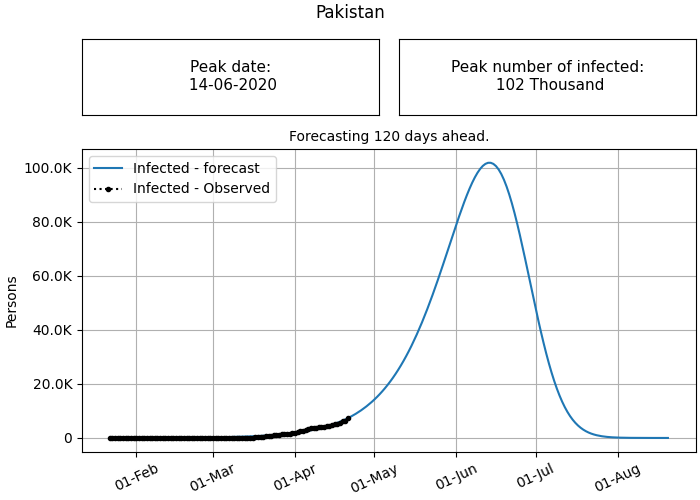 Pakistan
Peak date:
14-06-2020
Peak number of infected:
102 Thousand
Forecasting 120 days ahead.
Infected - forecast
Infected - Observed
Persons
100.0K
80.0K
60.0K
40.0K
20.0K
0
01-Feb
01-Mar
01-Apr
01-May
01-Jun
01-Jul
01-Aug